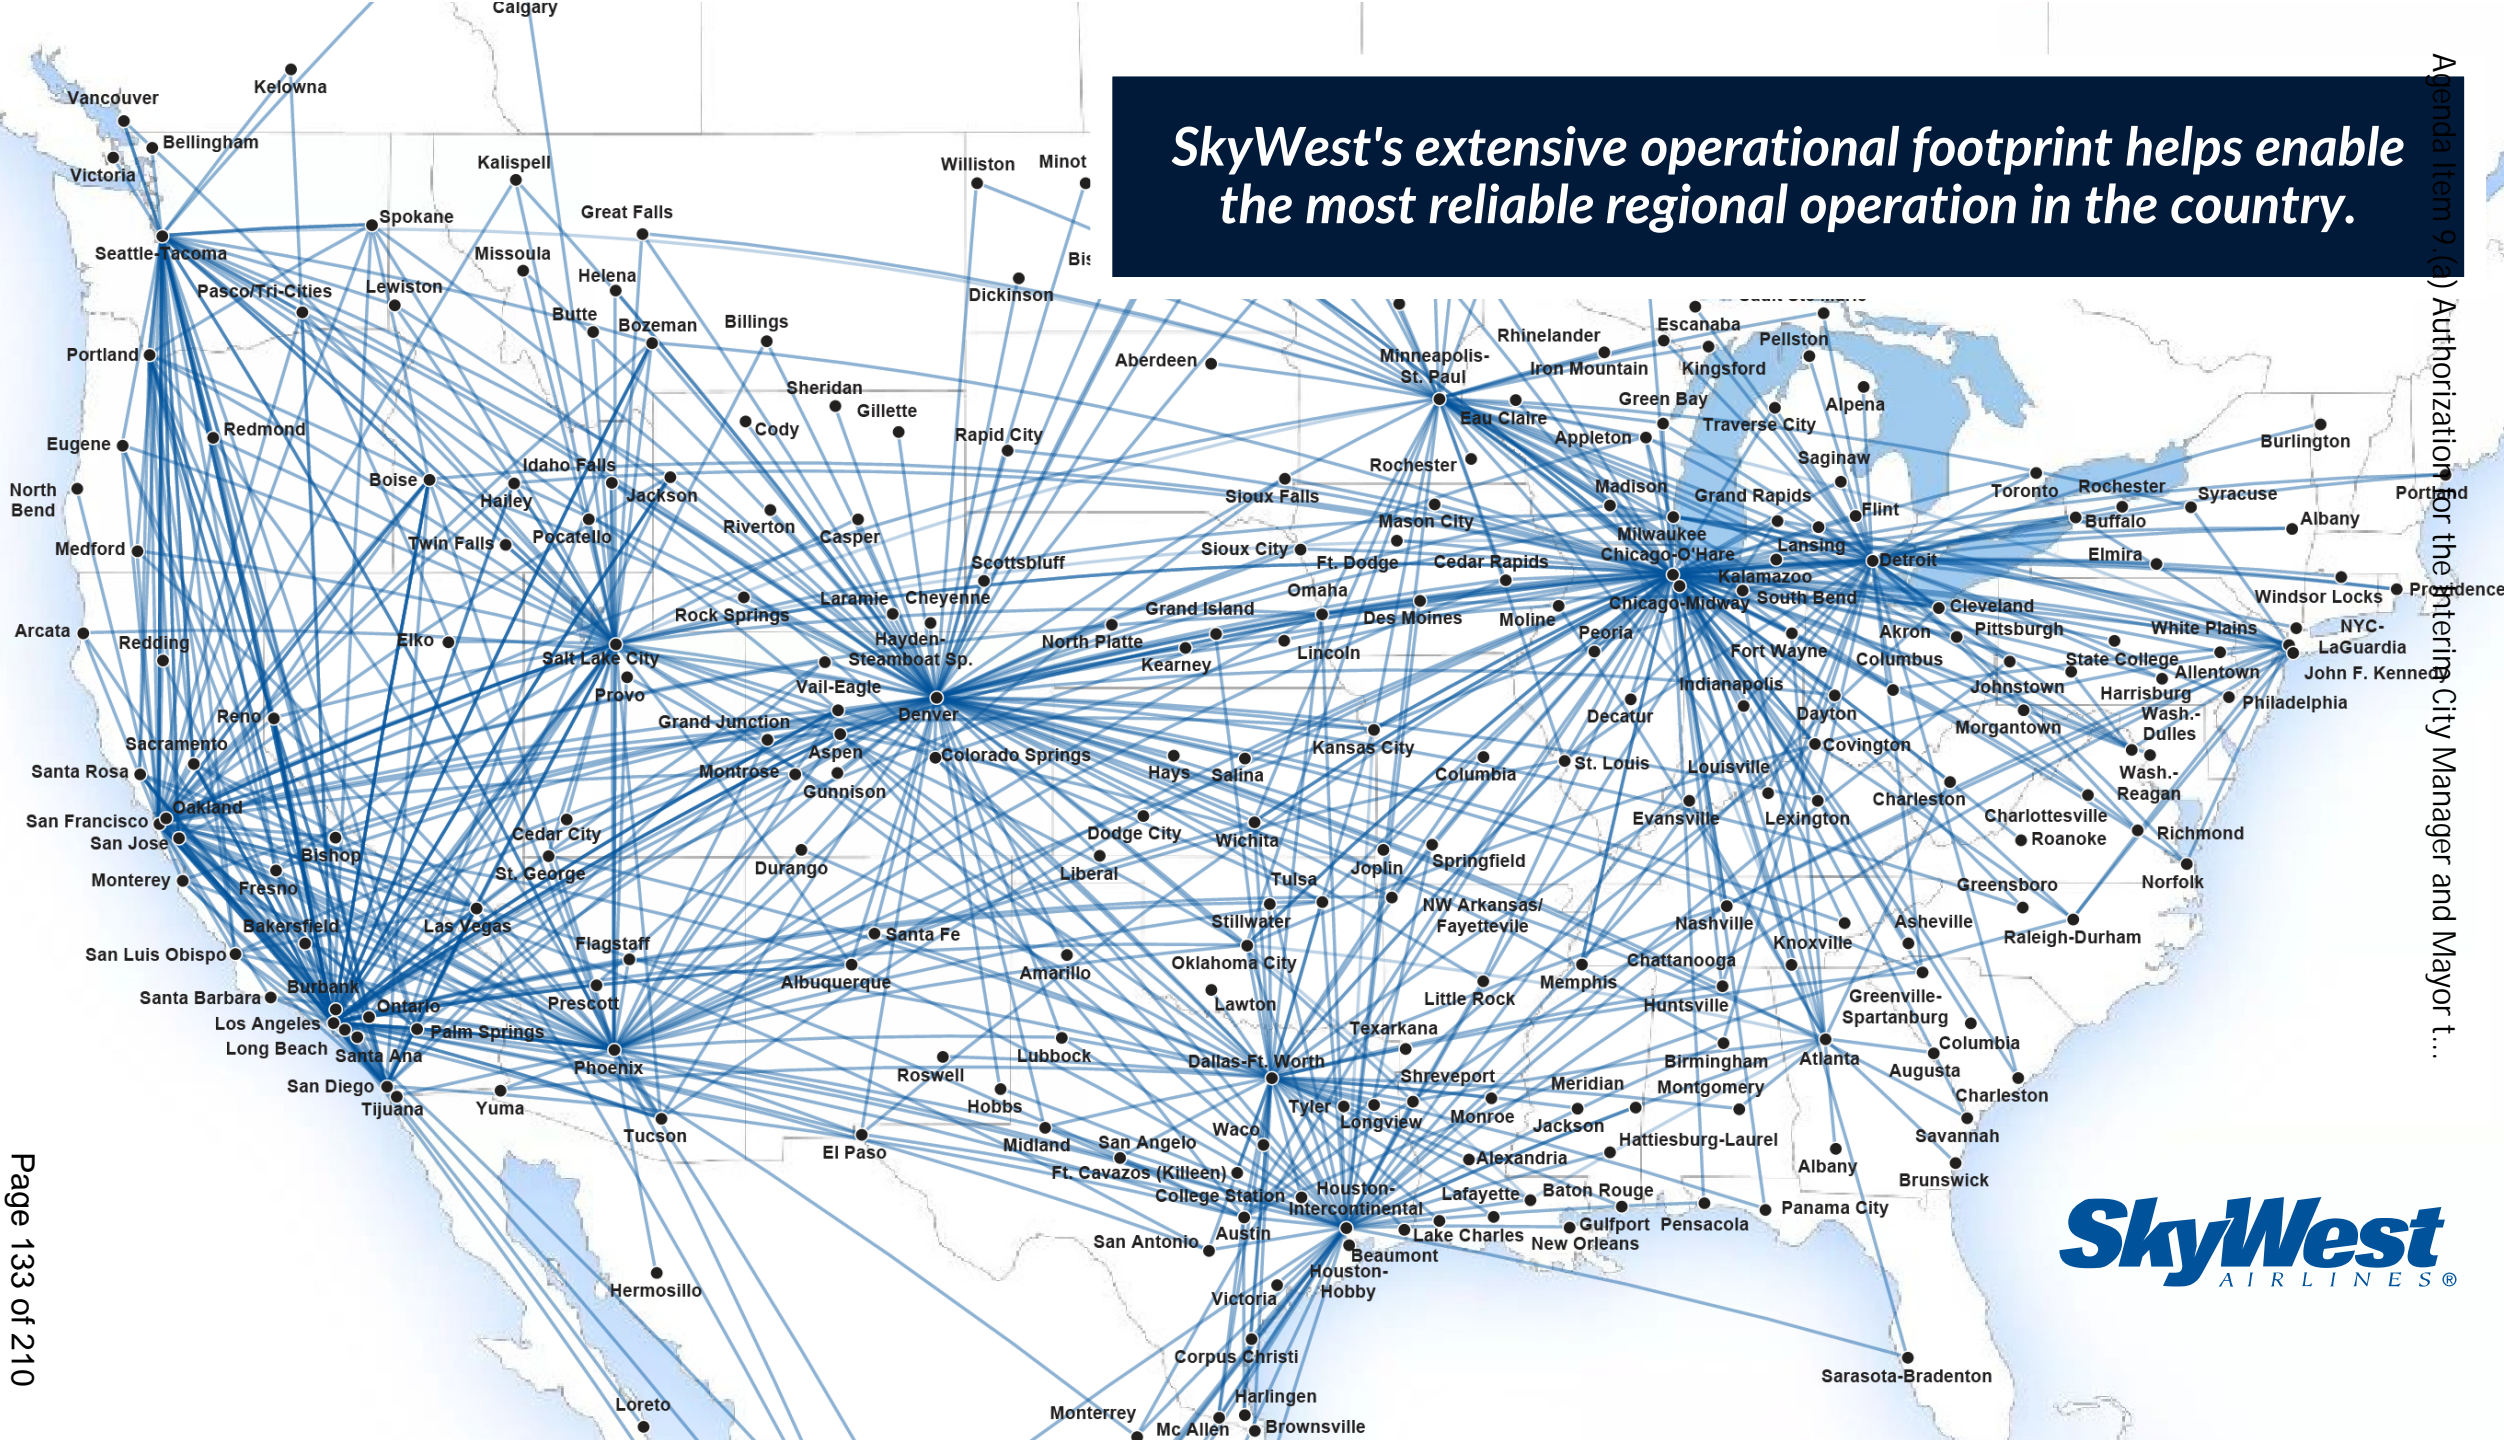 SkyWest's extensive operational footprint helps enable
the most reliable regional operation in the country.
Agenda Item 9.(a) Authorization for the Interim City Manager and Mayor t...
Page 133 of 210
Calgary
Kelowna
Vancouver
Bellingham
Victoria
Kalispell
Williston
Minot
Spokane
Great Falls
Seattle-Tacoma
Missoula
Helena
Dickinson
Pasco/Tri-Cities
Lewiston
Butte
Bozeman
Billings
Rhinelander
Escanaba
Pellston
Portland
Aberdeen
Minneapolis-
St. Paul
Iron Mountain
Kingsford
Sheridan
Gillette
Cody
Rapid City
Eau Claire
Green Bay
Alpena
Traverse City
Appleton
Redmond
Eugene
Burlington
Idaho Falls
Boise
Hailey
Jackson
Rochester
Saginaw
North
Bend
Sioux Falls
Madison
Grand Rapids
Flint
Toronto
Rochester
Syracuse
Portland
Riverton
Casper
Mason City
Milwaukee
Buffalo
Albany
Medford
Twin Falls
Pocatello
Scottsbluff
Sioux City
Ft. Dodge
Cedar Rapids
Chicago-O'Hare
Lansing
Detroit
Elmira
Kalamazoo
Windsor Locks
Providence
Rock Springs
Laramie
Cheyenne
Grand Island
Omaha
Des Moines
Moline
Chicago-Midway
South Bend
Cleveland
Arcata
Redding
Elko
Salt Lake City
Hayden-
Steamboat Sp.
North Platte
Kearney
Lincoln
Peoria
Fort Wayne
Akron
Pittsburgh
White Plains
NYC-
LaGuardia
John F. Kennedy
Columbus
State College
Allentown
Provo
Vail-Eagle
Denver
Indianapolis
Johnstown
Harrisburg
Philadelphia
Reno
Grand Junction
Decatur
Dayton
Morgantown
Wash.-
Dulles
Sacramento
Aspen
Colorado Springs
Kansas City
Covington
Santa Rosa
Montrose
Gunnison
Hays
Salina
Columbia
St. Louis
Louisville
Wash.-
Reagan
Oakland
San Francisco
San Jose
Cedar City
Dodge City
Wichita
Evansville
Lexington
Charleston
Charlottesville
Roanoke
Richmond
Bishop
St. George
Durango
Liberal
Joplin
Springfield
Monterey
Fresno
Tulsa
Greensboro
Norfolk
Bakersfield
Las Vegas
Stillwater
NW Arkansas/
Fayettevile
Nashville
Knoxville
Asheville
Raleigh-Durham
Flagstaff
Santa Fe
San Luis Obispo
Albuquerque
Amarillo
Oklahoma City
Memphis
Chattanooga
Santa Barbara
Burbank
Ontario
Prescott
Lawton
Little Rock
Huntsville
Greenville-
Spartanburg
Los Angeles
Palm Springs
Long Beach
Santa Ana
Phoenix
Lubbock
Texarkana
Dallas-Ft. Worth
Birmingham
Atlanta
Columbia
Augusta
San Diego
Tijuana
Yuma
Roswell
Hobbs
Shreveport
Meridian
Montgomery
Charleston
Tucson
El Paso
Midland
San Angelo
Waco
Tyler
Longview
Monroe
Jackson
Savannah
Hattiesburg-Laurel
Ft. Cavazos (Killeen)
Alexandria
Albany
Brunswick
College Station
Houston-
Intercontinental
Lafayette
Baton Rouge
Panama City
Austin
San Antonio
Lake Charles
Gulfport
Pensacola
New Orleans
Beaumont
Houston-
Hobby
Hermosillo
Victoria
Corpus Christi
Sarasota-Bradenton
Loreto
Monterrey
Harlingen
Mc Allen
Brownsville
SkyWest
AIRLINES®